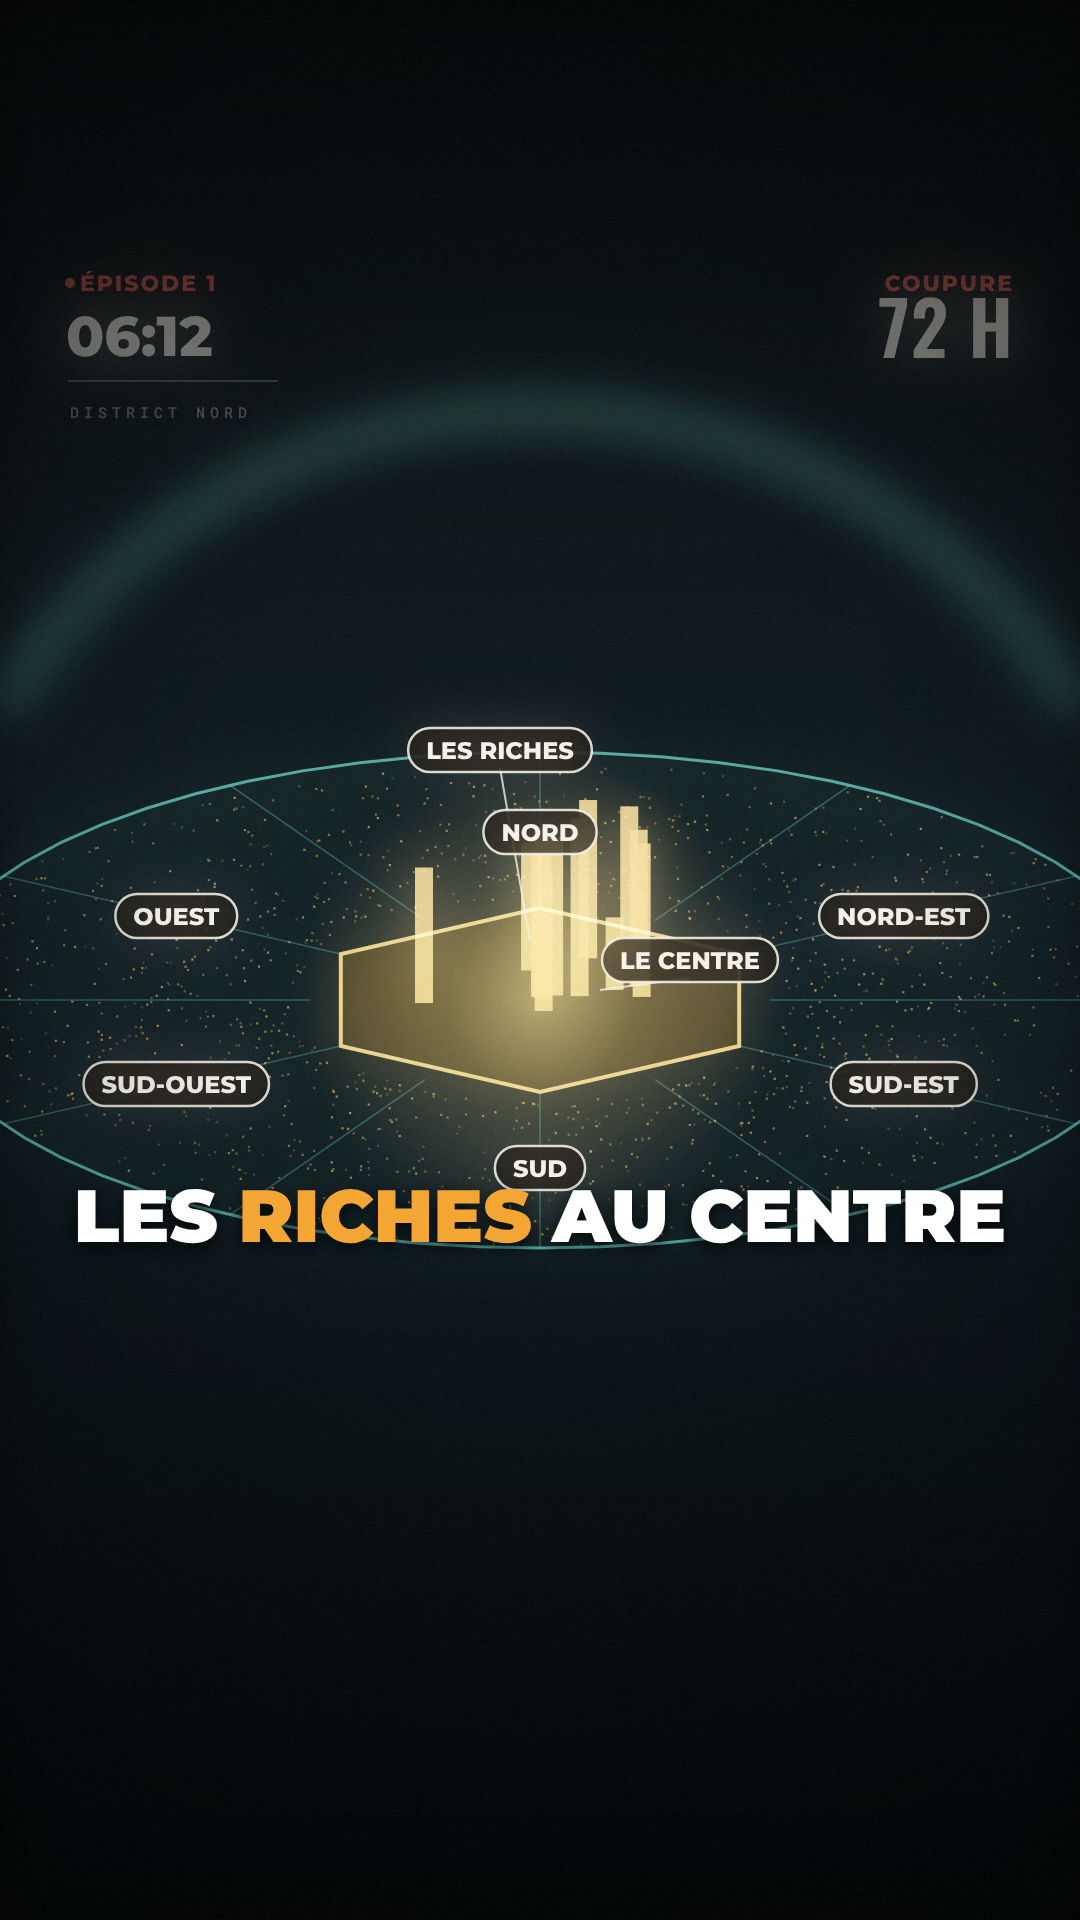 ÉPISODE 1
06:12
DISTRICT NORD
COUPURE
72 H
LES RICHES
NORD
OUEST
NORD-EST
LE CENTRE
SUD-OUEST
SUD-EST
SUD
LES RICHES AU CENTRE